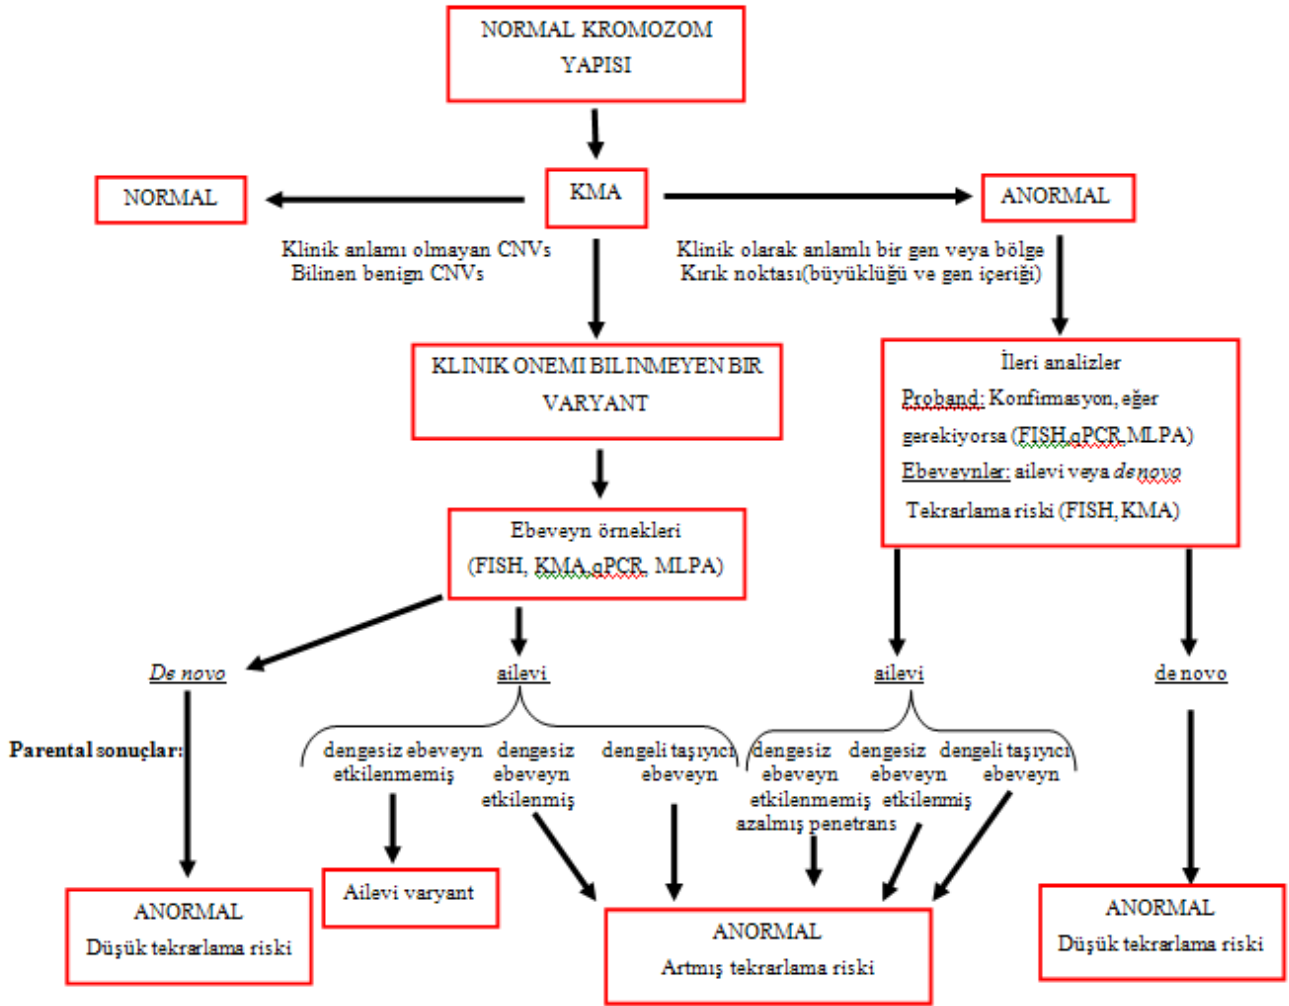 NORMAL KROMOZOM
YAPISI
NORMAL
KMA
ANORMAL
Klinik anlamı olmayan CNVs
Bilinen benign CNVs
Klinik olarak anlamlı bir gen veya bölge
Kırık noktası(büyüklüğü ve gen içeriği)
KLINIK ONEMI BILINMEYEN BIR
VARYANT
İleri analizler
Proband: Konfirmasyon, eğer
gerekiyorsa (FISH,qPCR,MLPA)
Ebeveynler: ailevi veya de novo
Tekrarlama riski (FISH, KMA)
Ebeveyn örnekleri
(FISH, KMA,qPCR, MLPA)
De novo
ailevi
ailevi
de novo
Parental sonuçlar:
dengesiz ebeveyn
etkilenmemiş
dengesiz
ebeveyn
etkilenmiş
dengeli taşıyıcı
ebeveyn
dengesiz
ebeveyn
etkilenmemiş
azalmış penetrans
dengesiz
ebeveyn
etkilenmiş
dengeli taşıyıcı
ebeveyn
ANORMAL
Düşük tekrarlama riski
Ailevi varyant
ANORMAL
Artmış tekrarlama riski
ANORMAL
Düşük tekrarlama riski